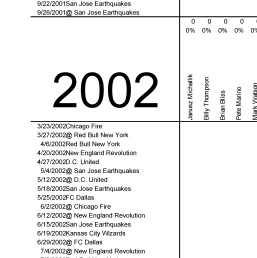 9/22/2001San Jose Earthquakes
9/26/2001@ San Jose Earthquakes
0 0 0 0
0% 0% 0% 0% 0%
2002
Janusz Michallik
Billy Thompson
Brian Bliss
Pete Marino
Mark Watson
3/23/2002Chicago Fire
3/27/2002@ Red Bull New York
4/6/2002Red Bull New York
4/20/2002New England Revolution
4/27/2002D.C. United
5/4/2002@ San Jose Earthquakes
5/12/2002@ D.C. United
5/18/2002San Jose Earthquakes
5/25/2002FC Dallas
6/2/2002@ Chicago Fire
6/12/2002@ New England Revolution
6/15/2002San Jose Earthquakes
6/19/2002Kansas City Wizards
6/29/2002@ FC Dallas
7/4/2002@ New England Revolution